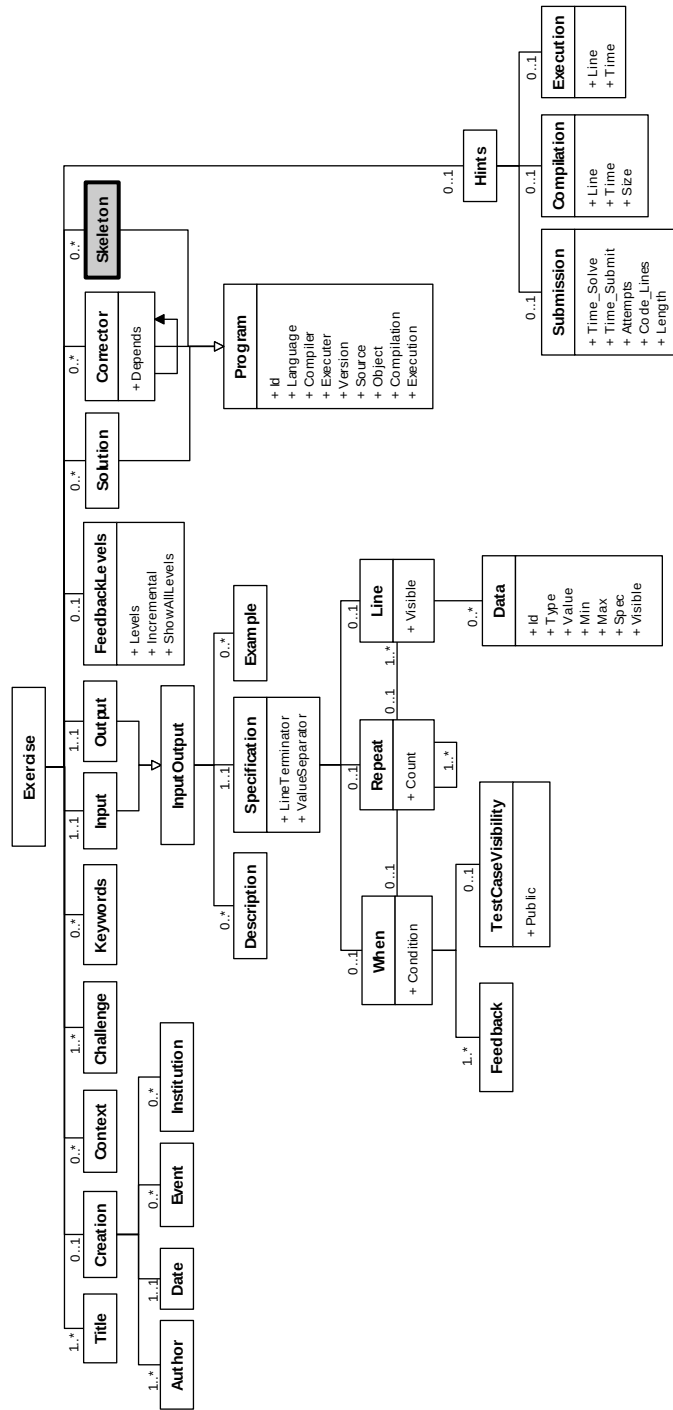 Exercise
1..*
0..1
0..*
1..*
0..*
1..1
1..1
0..1
0..*
0..*
0..*
0..1
Title
Creation
Context
Challenge
Keywords
Input
Output
FeedbackLevels
+ Levels
+ Incremental
+ ShowAllLevels
Solution
Corrector
+ Depends
Skeleton
Hints
1..*
1..1
0..*
0..*
Author
Date
Event
Institution
InputOutput
Program
+ Id
+ Language
+ Compiler
+ Executer
+ Version
+ Source
+ Object
+ Compilation
+ Execution
0..1
0..1
0..1
Submission
+ Time_Solve
+ Time_Submit
+ Attempts
+ Code_Lines
+ Length
Compilation
+ Line
+ Time
+ Size
Execution
+ Line
+ Time
0..*
1..1
0..*
Description
Specification
+ LineTerminator
+ ValueSeparator
Example
0..1
0..1
0..1
When
+ Condition
0..1
Repeat
+ Count
1..*
0..1
1..*
Line
+ Visible
1..*
0..1
Feedback
TestCaseVisibility
+ Public
0..*
Data
+ Id
+ Type
+ Value
+ Min
+ Max
+ Spec
+ Visible